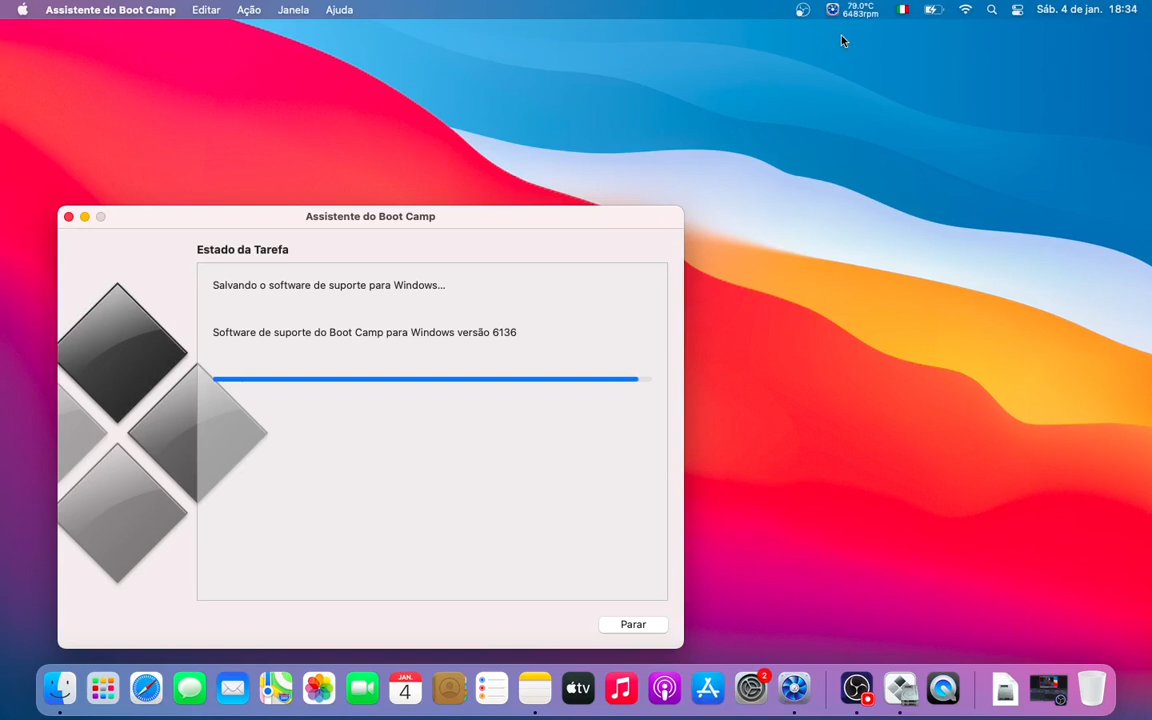 Assistente do Boot Camp Editar Ação Janela Ajuda 79.0°C 6483rpm Sáb. 4 de jan. 18:34
Assistente do Boot Camp
Estado da Tarefa
Salvando o software de suporte para Windows...
Software de suporte do Boot Camp para Windows versão 6136
Parar
JAN.
4
tv
2